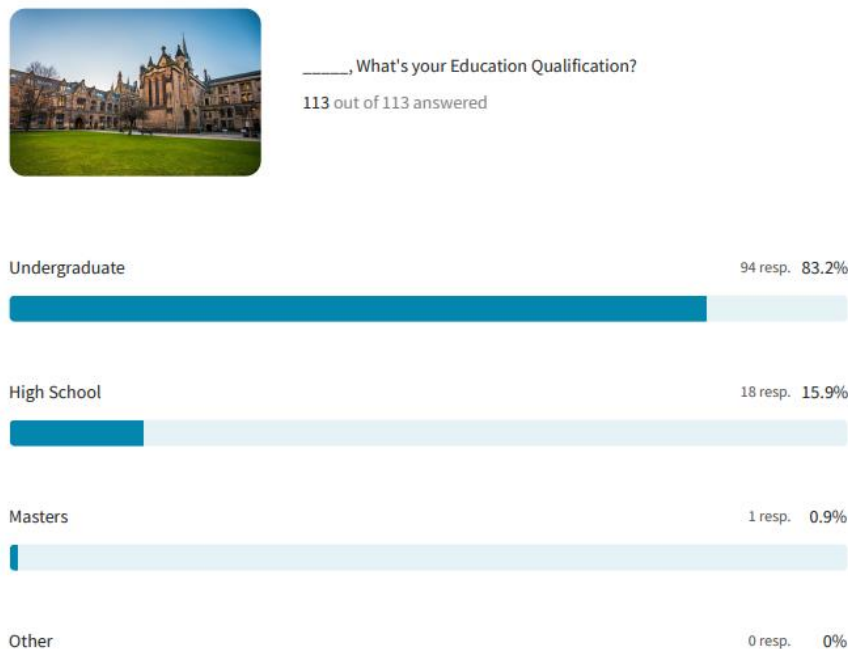 _____, What's your Education Qualification?
113 out of 113 answered
Undergraduate 94 resp. 83.2%
High School 18 resp. 15.9%
Masters 1 resp. 0.9%
Other 0 resp. 0%